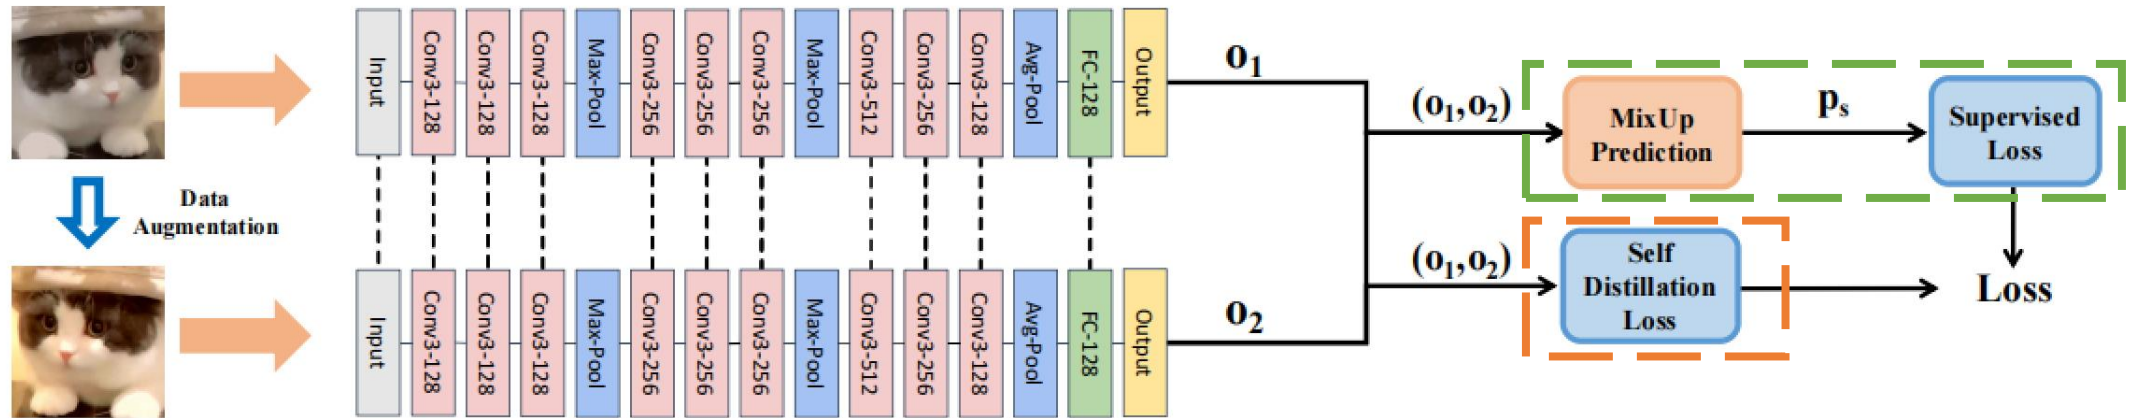 Input
Conv3-128
Conv3-128
Conv3-128
Max-Pool
Conv3-256
Conv3-256
Conv3-256
Max-Pool
Conv3-512
Conv3-256
Conv3-128
Avg-Pool
FC-128
Output
o1
(o1,o2)
MixUp
Prediction
ps
Supervised
Loss
Data
Augmentation
Input
Conv3-128
Conv3-128
Conv3-128
Max-Pool
Conv3-256
Conv3-256
Conv3-256
Max-Pool
Conv3-512
Conv3-256
Conv3-128
Avg-Pool
FC-128
Output
o2
(o1,o2)
Self
Distillation
Loss
Loss